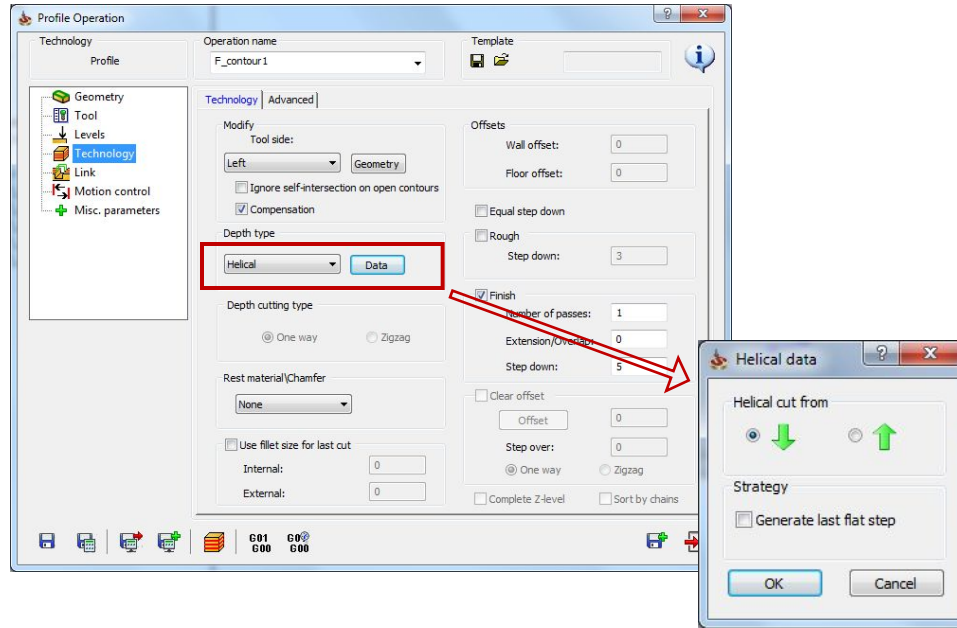 Profile Operation
Technology
Profile
Operation name
F_contour1
Template
Geometry
Tool
Levels
Technology
Link
Motion control
Misc. parameters
Technology
Advanced
Modify
Tool side:
Left
Geometry
Ignore self-intersection on open contours
Compensation
Depth type
Helical
Data
Depth cutting type
One way
Zigzag
Rest material\Chamfer
None
Use fillet size for last cut
Internal:
0
External:
0
Offsets
Wall offset:
0
Floor offset:
0
Equal step down
Rough
Step down:
3
Finish
Number of passes:
1
Extension/Overlap:
0
Step down:
5
Clear offset
Offset
0
Step over:
0
One way
Zigzag
Complete Z-level
Sort by chains
G01
G00
G0
G00
Helical data
Helical cut from
Strategy
Generate last flat step
OK
Cancel